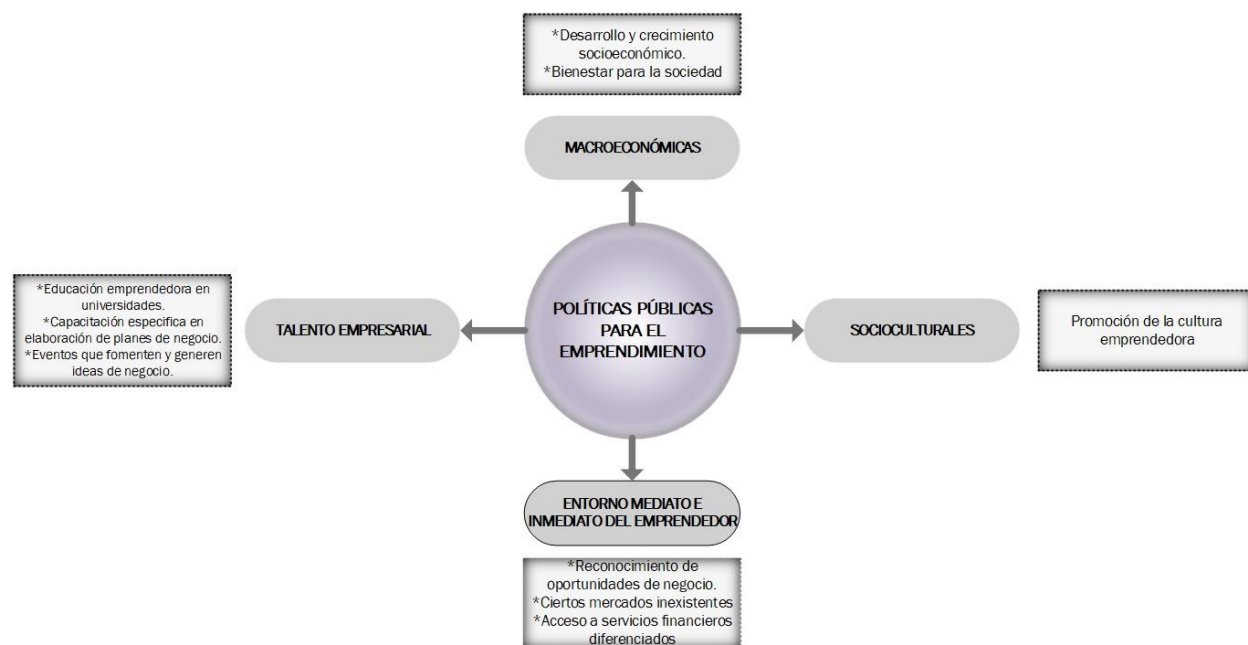 *Desarrollo y crecimiento
socioeconómico.
*Bienestar para la sociedad
MACROECONÓMICAS
*Educación emprendedora en
universidades.
*Capacitación especifica en
elaboración de planes de negocio.
*Eventos que fomenten y generen
ideas de negocio.
TALENTO EMPRESARIAL
POLÍTICAS PÚBLICAS
PARA EL
EMPRENDIMIENTO
SOCIOCULTURALES
Promoción de la cultura
emprendedora
ENTORNO MEDIATO E
INMEDIATO DEL EMPRENDEDOR
*Reconocimiento de
oportunidades de negocio.
*Ciertos mercados inexistentes
*Acceso a servicios financieros
diferenciados